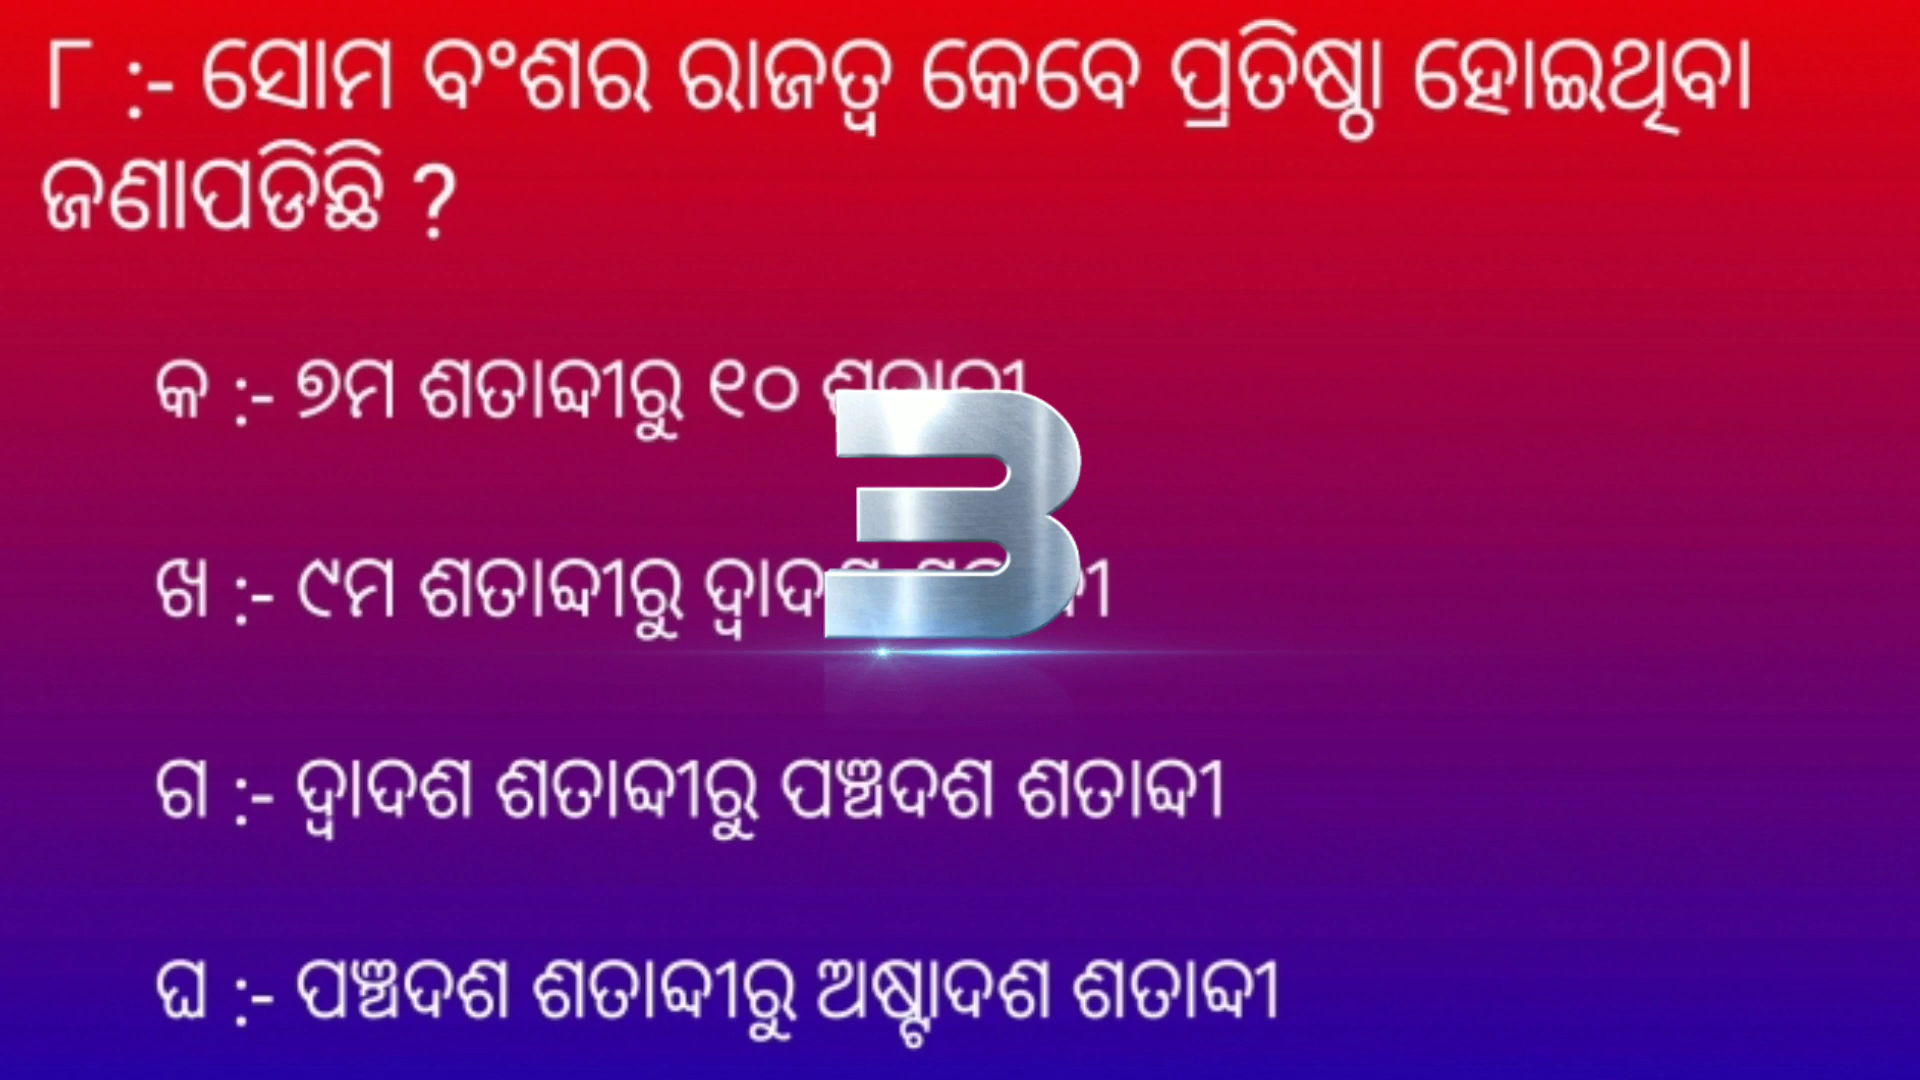 ୮ :- ସୋମ ବଂଶର ରାଜତ୍ୱ କେବେ ପ୍ରତିଷ୍ଠା ହୋଇଥିବା
ଜଣାପଡିଛି ?
କ :- ୭ମ ଶତାବ୍ଦୀରୁ ୧୦
3
ଖ :- ୯ମ ଶତାବ୍ଦୀରୁ
ଗ :- ଦ୍ୱାଦଶ ଶତାବ୍ଦୀରୁ ପଞ୍ଚଦଶ ଶତାବ୍ଦୀ
ଘ :- ପଞ୍ଚଦଶ ଶତାବ୍ଦୀରୁ ଅଷ୍ଟାଦଶ ଶତାବ୍ଦୀ